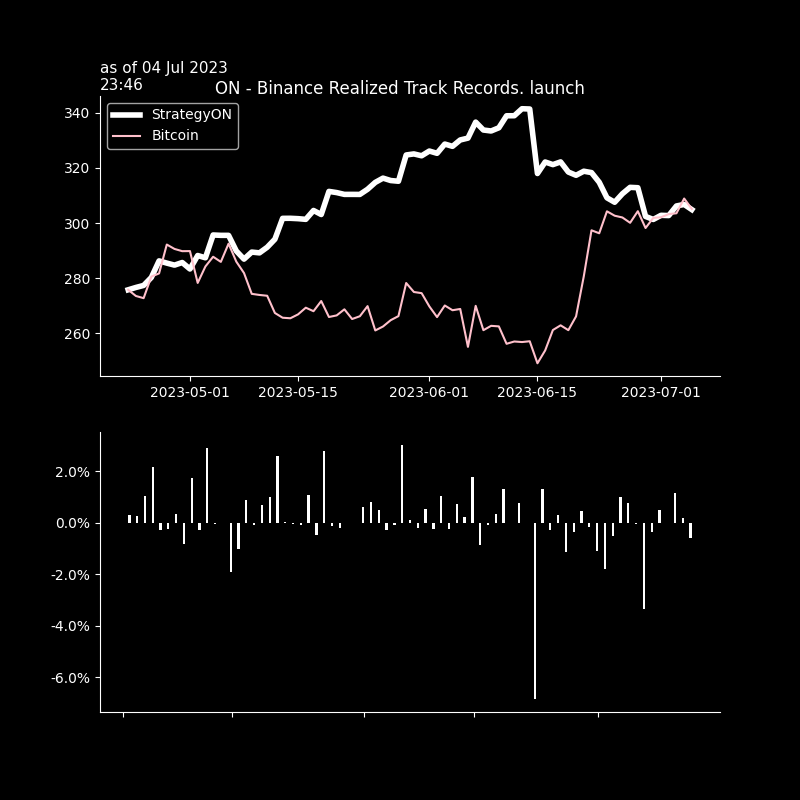 as of 04 Jul 2023
23:46
ON - Binance Realized Track Records. launch
StrategyON
Bitcoin
340
320
300
280
260
2023-05-01 2023-05-15 2023-06-01 2023-06-15 2023-07-01
2.0%
0.0%
-2.0%
-4.0%
-6.0%